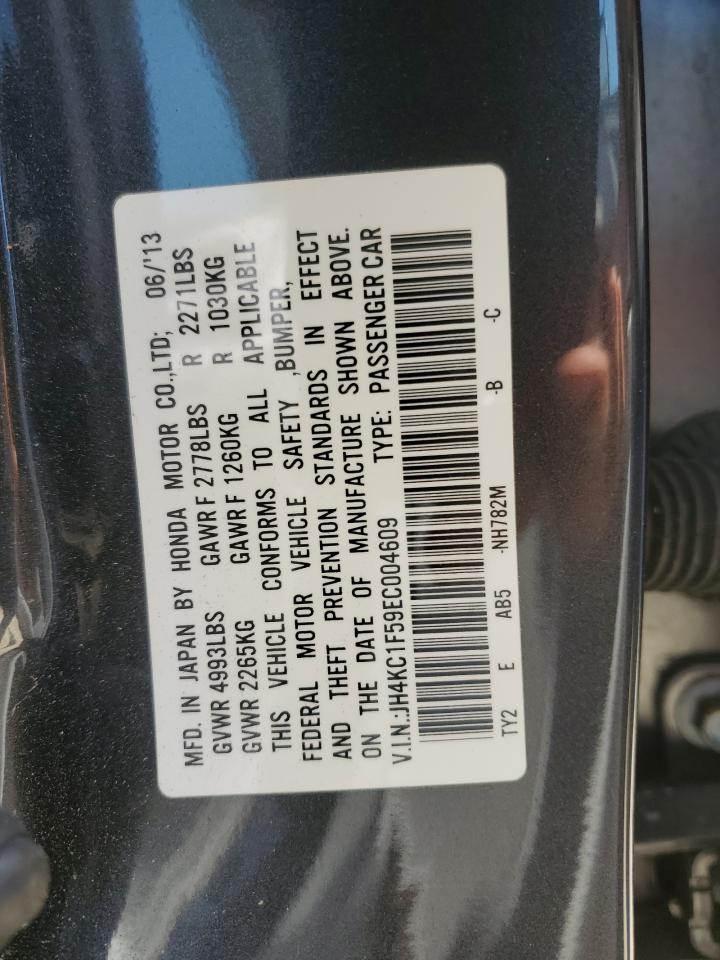 MFD. IN JAPAN BY HONDA MOTOR CO.,LTD; 06/'13
GVWR 4993LBS GAWR F 2778LBS R 2271LBS
GVWR 2265KG GAWR F 1260KG R 1030KG
THIS VEHICLE CONFORMS TO ALL APPLICABLE
FEDERAL MOTOR VEHICLE SAFETY ,BUMPER,
AND THEFT PREVENTION STANDARDS IN EFFECT
ON THE DATE OF MANUFACTURE SHOWN ABOVE.
V.I.N.:JH4KC1F59EC004609 TYPE: PASSENGER CAR
TY2 E AB5 -NH782M -B -C